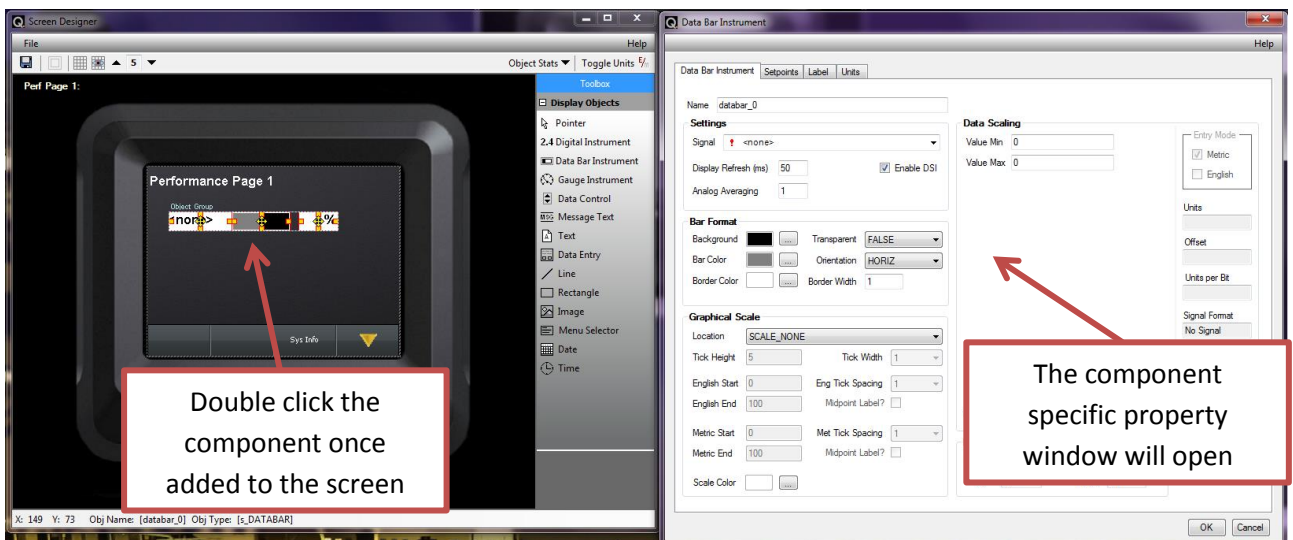 Screen Designer
File
Help
5
Object Stats
Toggle Units
Perf Page 1:
Toolbox
Display Objects
Pointer
2.4 Digital Instrument
Data Bar Instrument
Gauge Instrument
Data Control
MSG Message Text
Text
Data Entry
Line
Rectangle
Image
Menu Selector
Date
Time
Performance Page 1
Object Group
<none>
%
Sys Info
Double click the
component once
added to the screen
X: 149 Y: 73 Obj Name: [databar_0] Obj Type: [s_DATABAR]
Data Bar Instrument
Help
Data Bar Instrument Setpoints Label Units
Name databar_0
Settings
Signal ! <none>
Display Refresh (ms) 50 Enable DSI
Analog Averaging 1
Bar Format
Background ... Transparent FALSE
Bar Color ... Orientation HORIZ
Border Color ... Border Width 1
Graphical Scale
Location SCALE_NONE
Tick Height 5 Tick Width 1
English Start 0 Eng Tick Spacing 1
English End 100 Midpoint Label?
Metric Start 0 Met Tick Spacing 1
Metric End 100 Midpoint Label?
Scale Color ...
Data Scaling
Value Min 0
Value Max 0
Entry Mode
Metric
English
Units
Offset
Units per Bit
Signal Format
No Signal
The component
specific property
window will open
OK Cancel